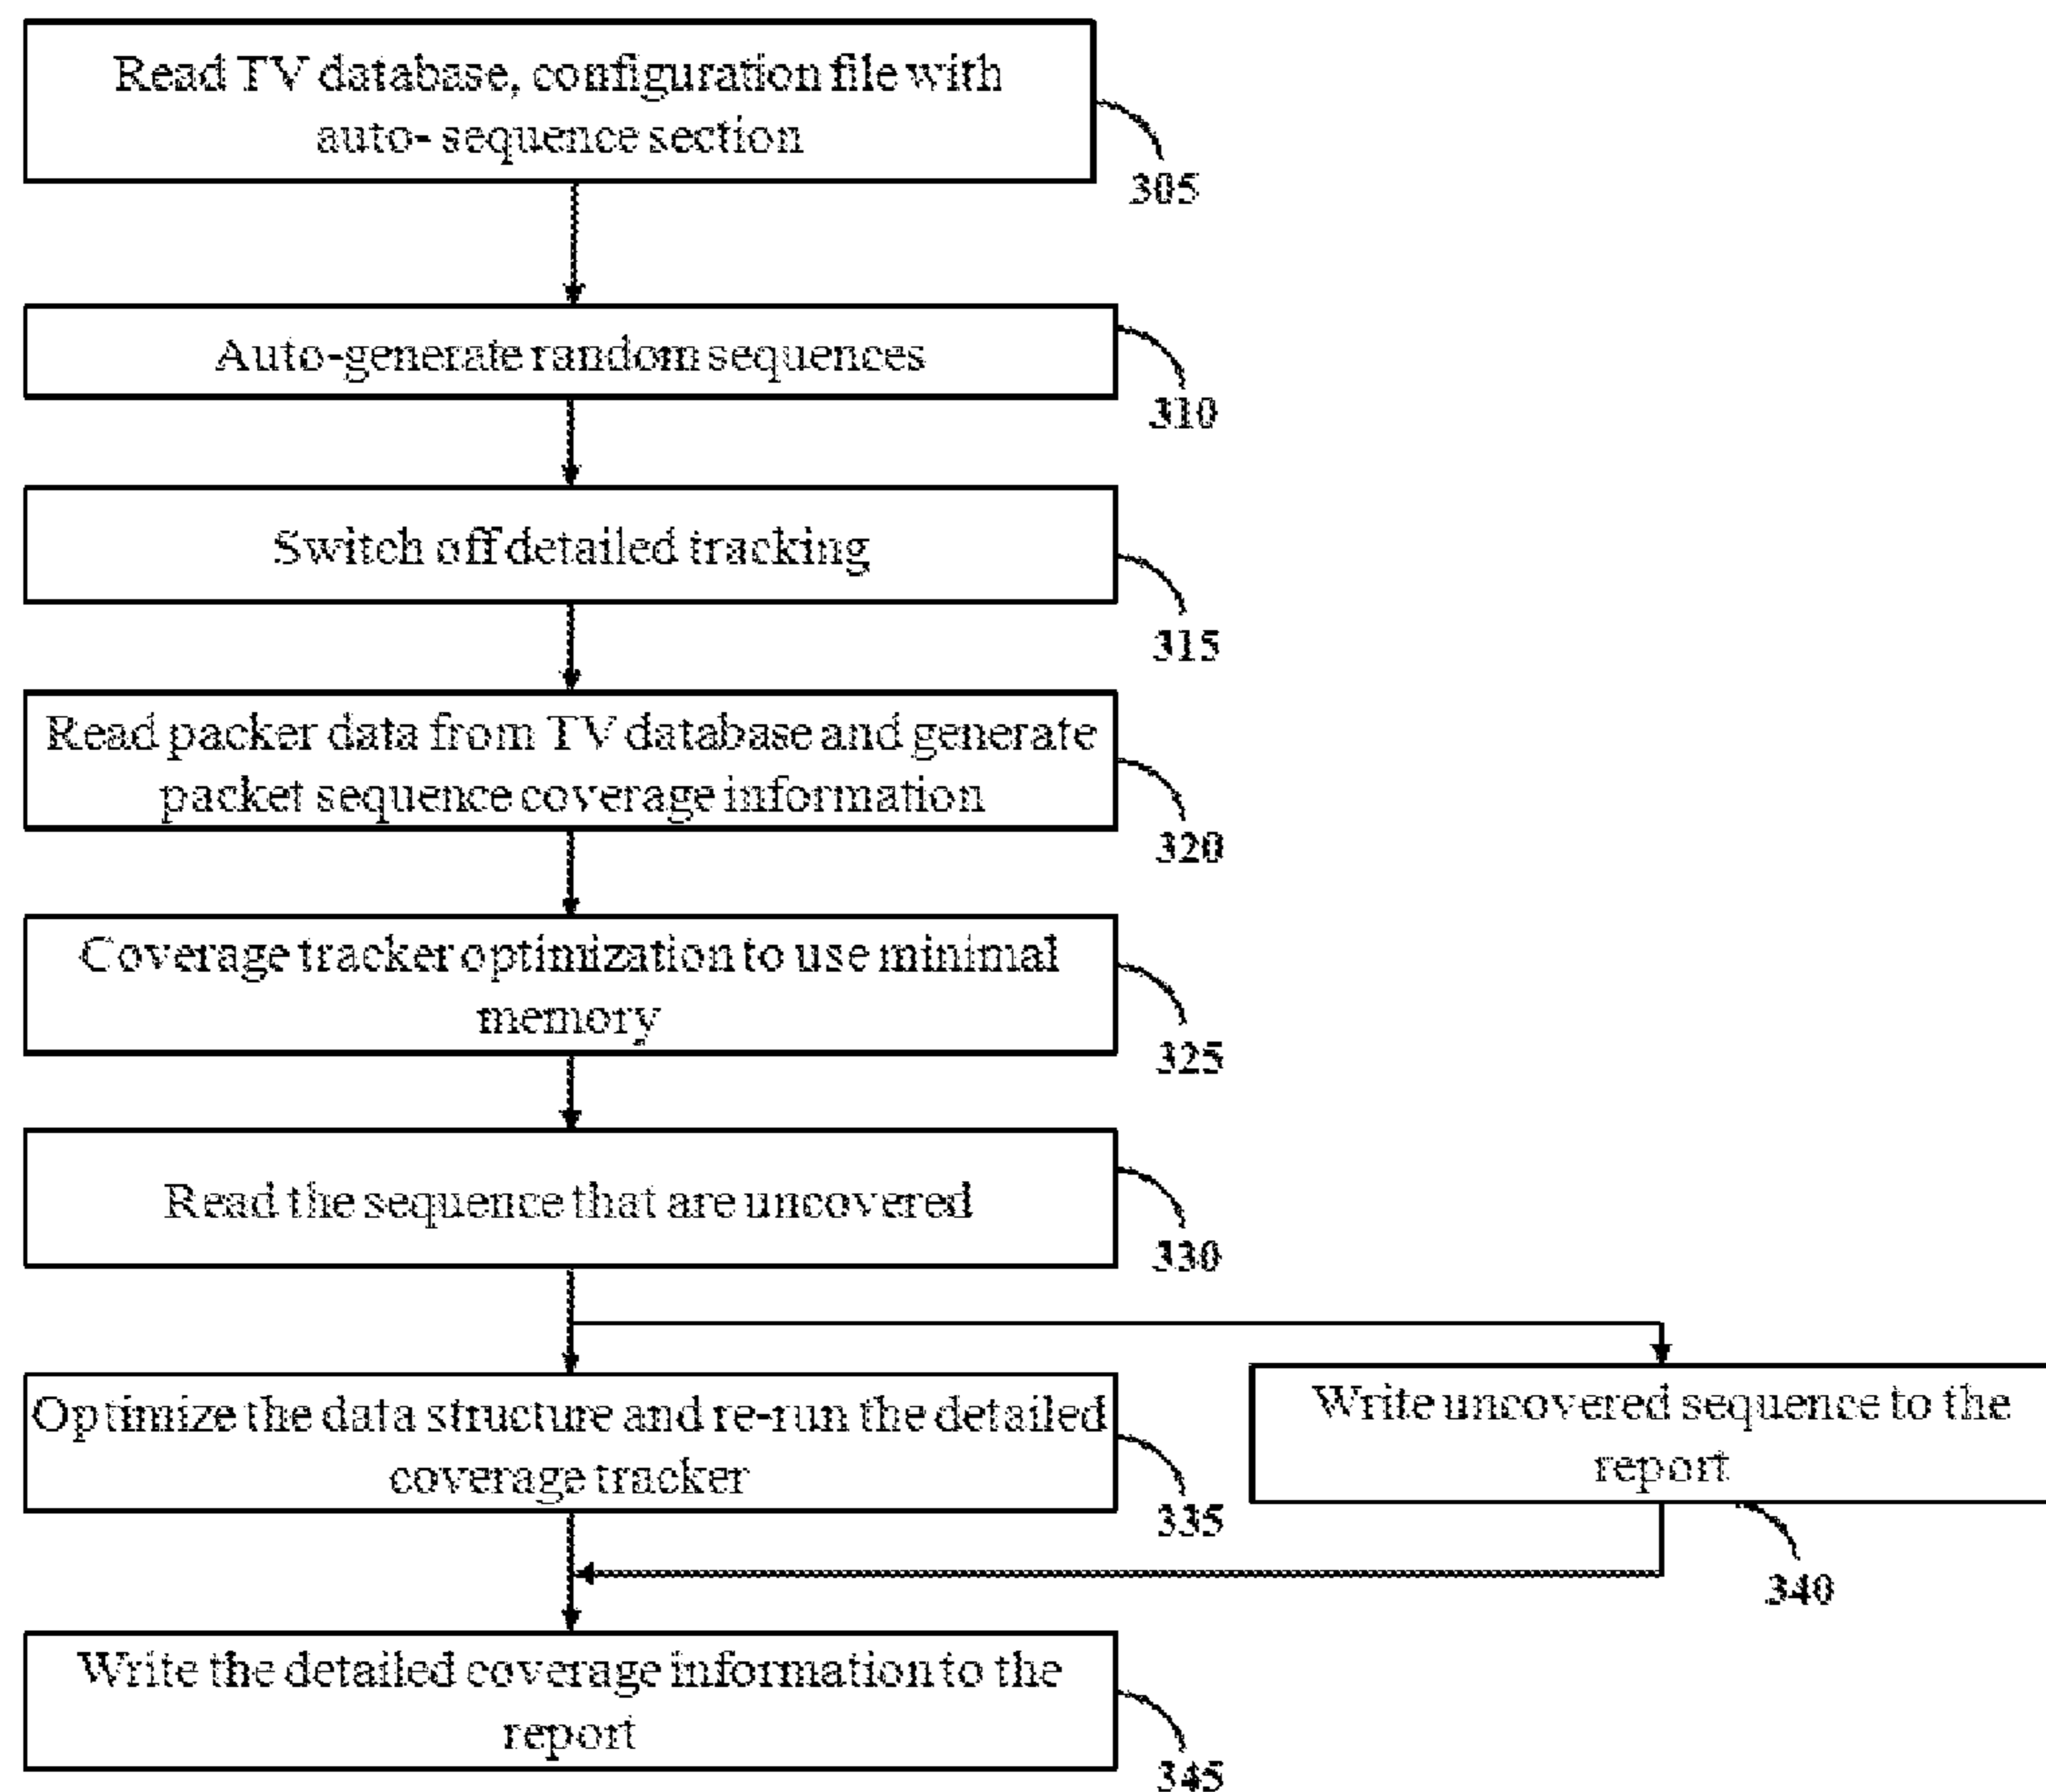 Read TV database, configuration file with
auto- sequence section
305
Auto-generate random sequences
310
Switch off detailed tracking
315
Read packer data from TV database and generate
packet sequence coverage information
320
Coverage tracker optimization to use minimal
memory
325
Read the sequence that are uncovered
330
Optimize the data structure and re-run the detailed
coverage tracker
335
Write uncovered sequence to the
report
340
Write the detailed coverage information to the
report
345